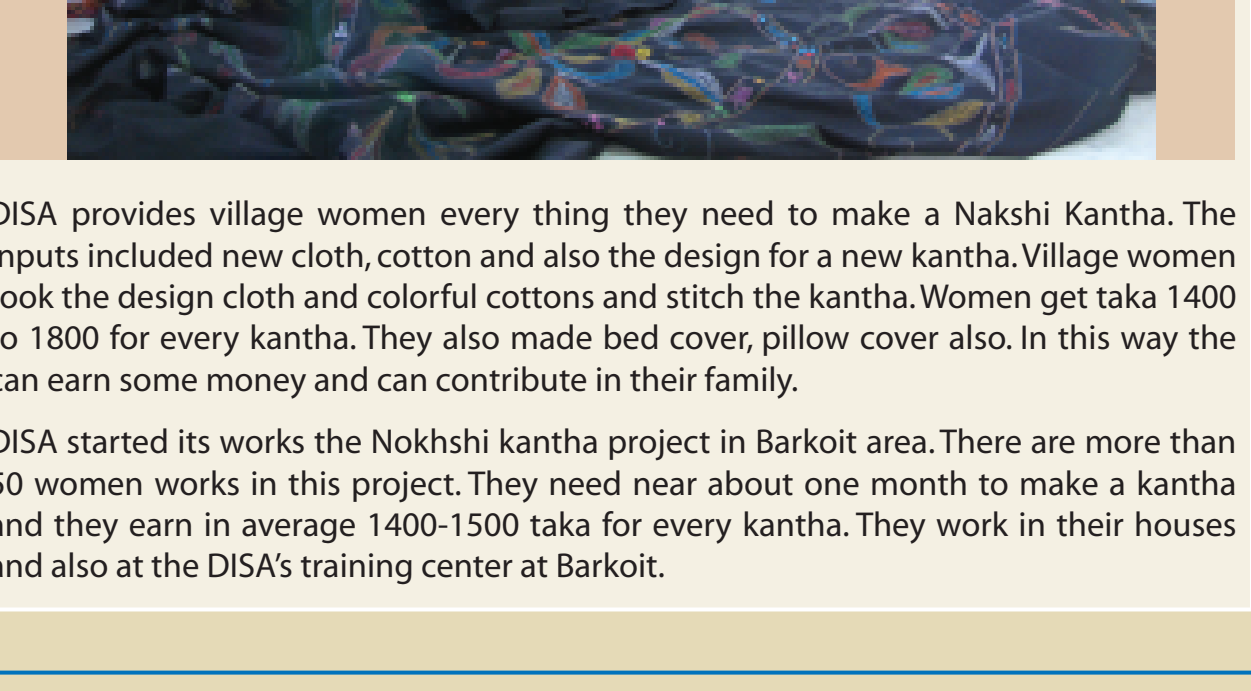 DISA provides village women every thing they need to make a Nakshi Kantha. The
nputs included new cloth, cotton and also the design for a new kantha. Village women
ook the design cloth and colorful cottons and stitch the kantha. Women get taka 1400
o 1800 for every kantha. They also made bed cover, pillow cover also. In this way the
can earn some money and can contribute in their family.
DISA started its works the Nokhshi kantha project in Barkoit area. There are more than
50 women works in this project. They need near about one month to make a kantha
and they earn in average 1400-1500 taka for every kantha. They work in their houses
and also at the DISA's training center at Barkoit.